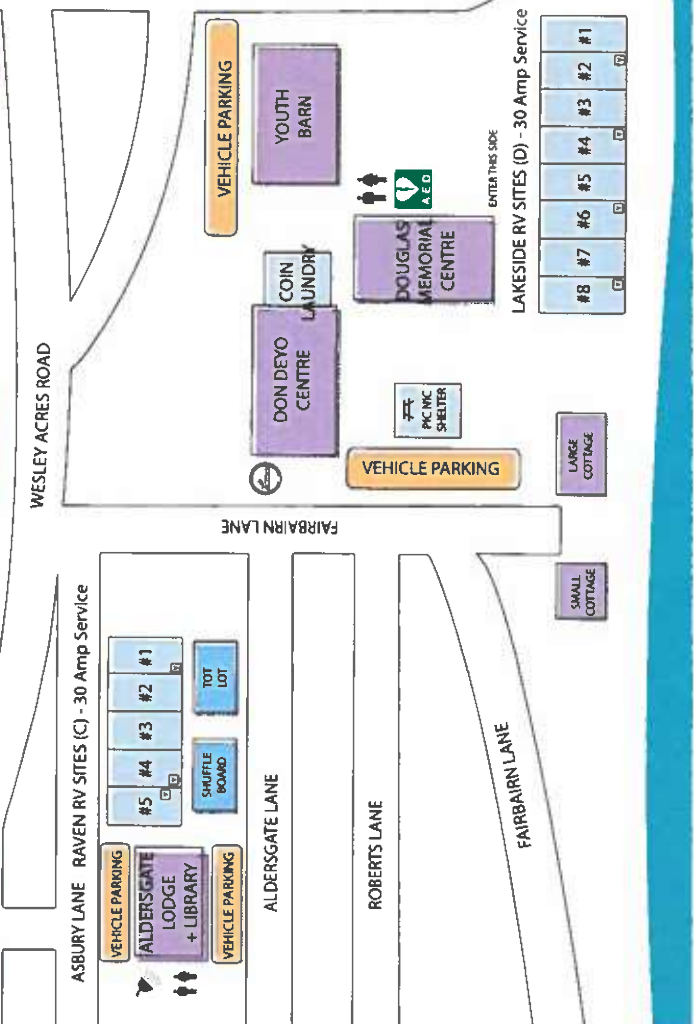 WESLEY ACRES ROAD
ASBURY LANE
RAVEN RV SITES (C) - 30 Amp Service
VEHICLE PARKING
ALDERSGATE
LODGE
+ LIBRARY
VEHICLE PARKING
#5 #4 #3 #2 #1
SHUFFLE
BOARD
TOT
LOT
ALDERSGATE LANE
ROBERTS LANE
FAIRBAIRN LANE
FAIRBAIRN LANE
VEHICLE PARKING
YOUTH
BARN
COIN
LAUNDRY
DON DEYO
CENTRE
VEHICLE PARKING
PIC NIC
SHELTER
DOUGLAS
MEMORIAL
CENTRE
AED
ENTER THIS SIDE
LAKESIDE RV SITES (D) - 30 Amp Service
#8 #7 #6 #5 #4 #3 #2 #1
SMALL
COTTAGE
LARGE
COTTAGE